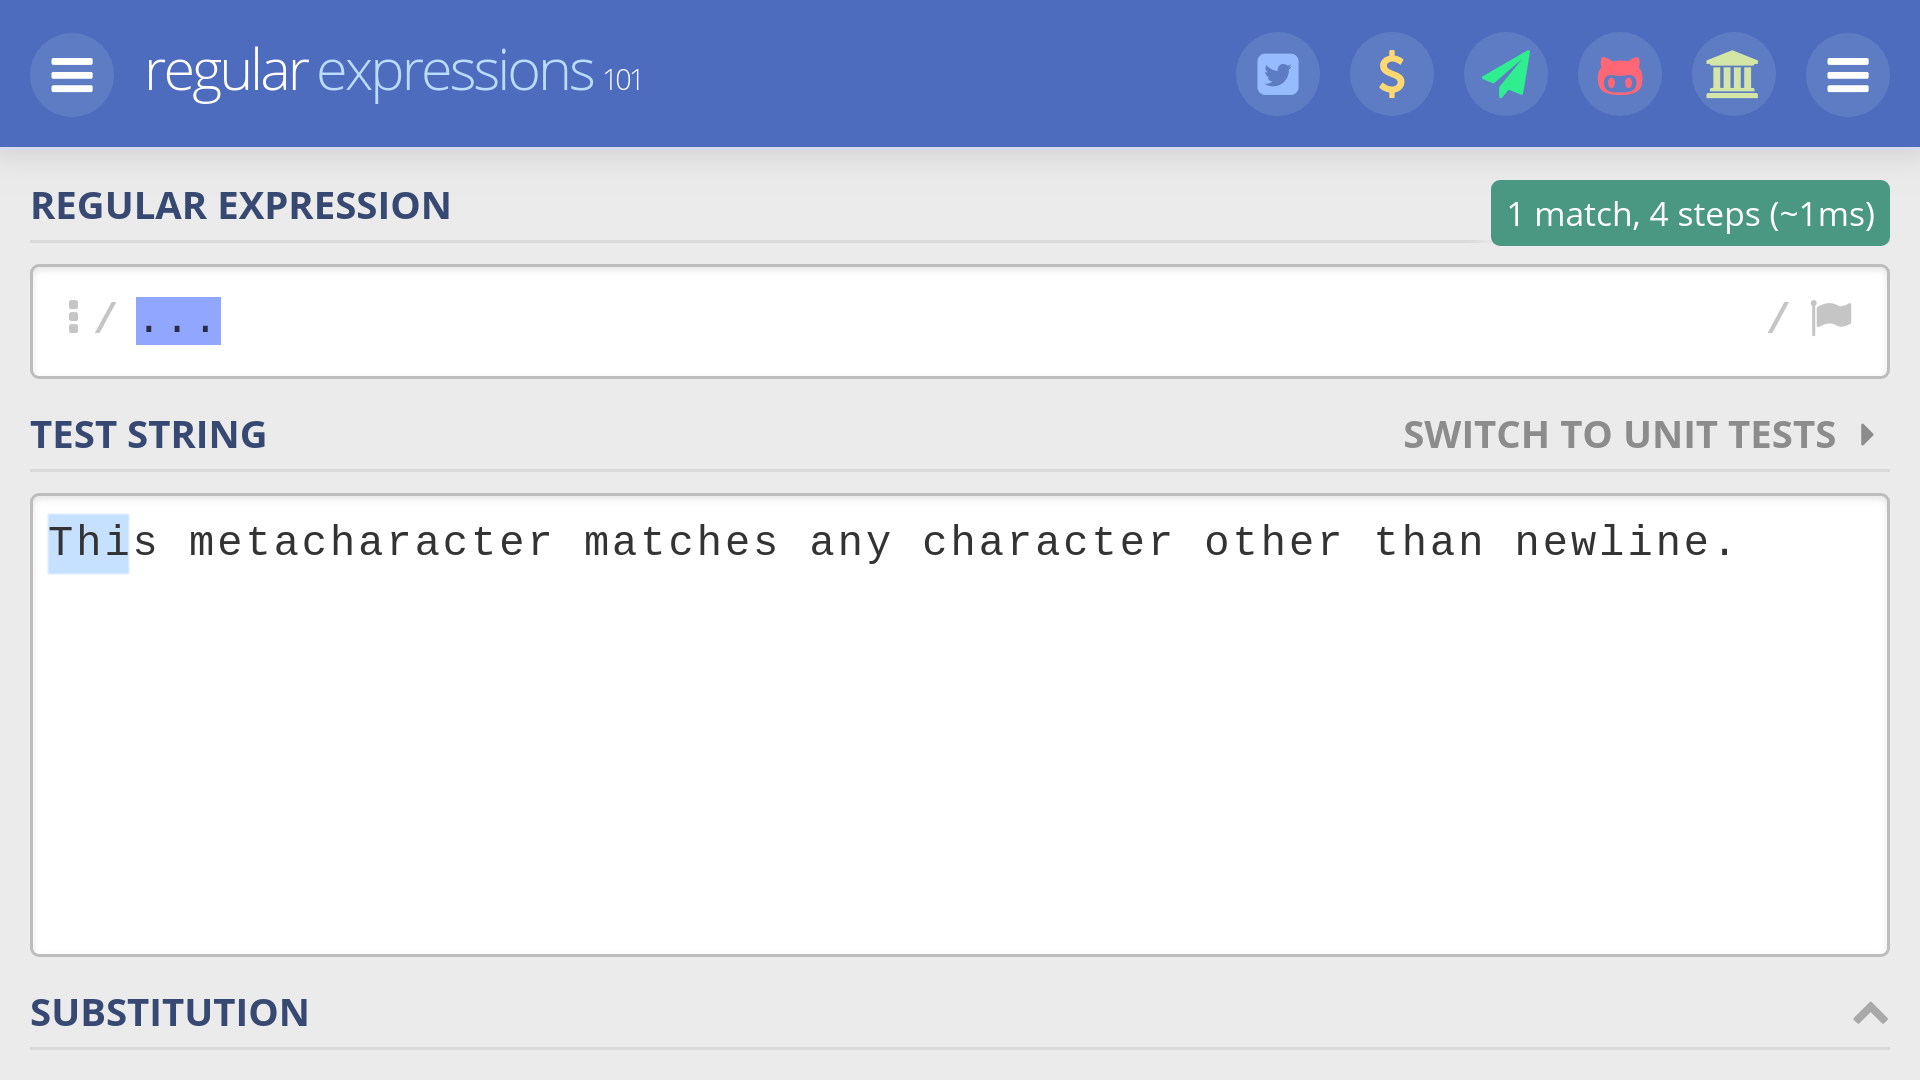 regular expressions 101
REGULAR EXPRESSION
1 match, 4 steps (~1ms)
/ ... /
TEST STRING
SWITCH TO UNIT TESTS
This metacharacter matches any character other than newline.
SUBSTITUTION